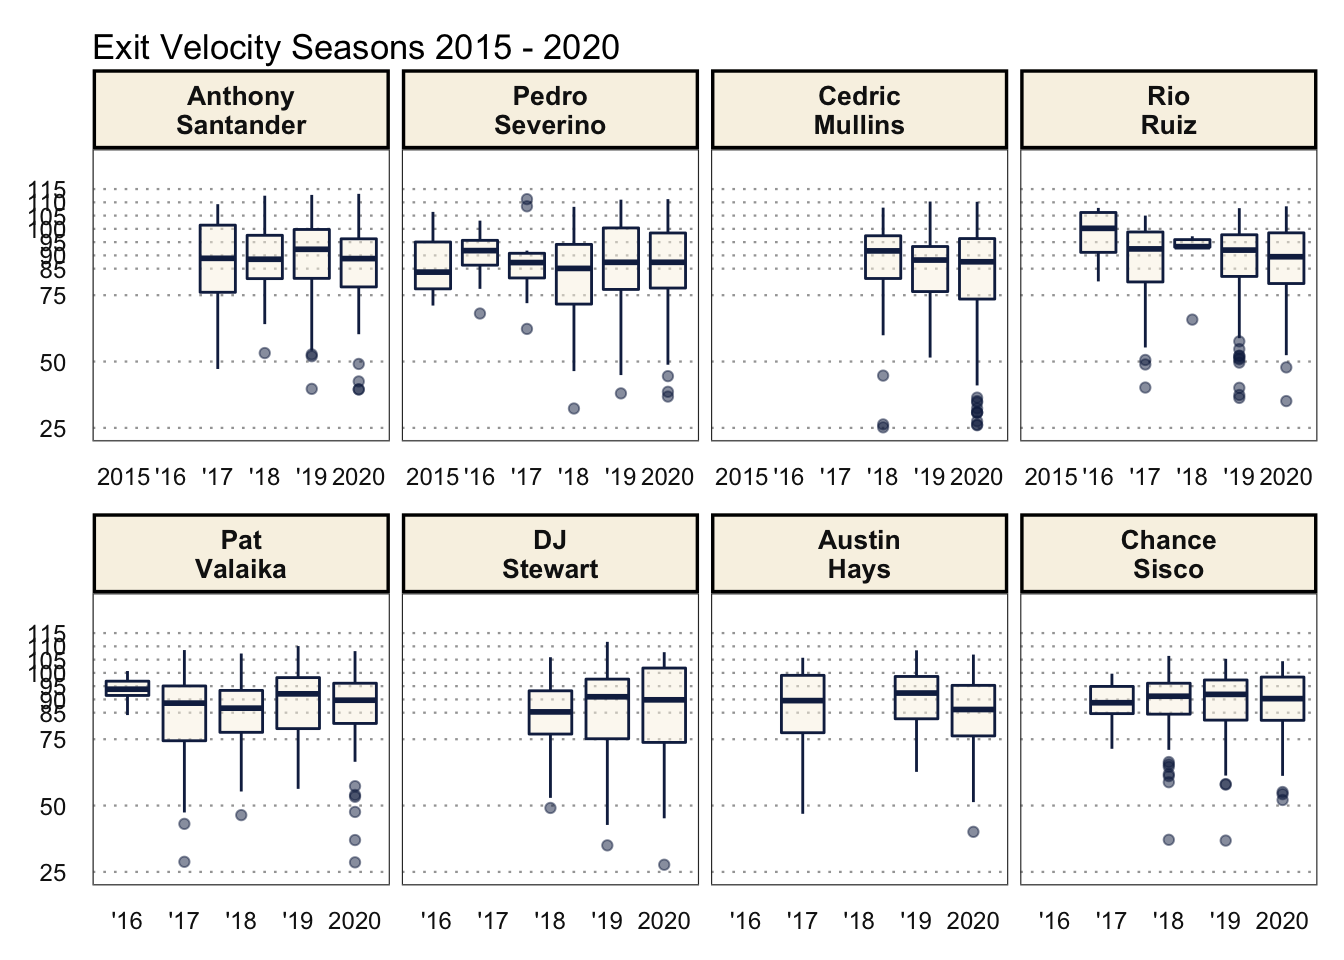 Exit Velocity Seasons 2015 - 2020
Anthony
Santander
Pedro
Severino
Cedric
Mullins
Rio
Ruiz
115
110
105
100
95
90
85
75
50
25
2015 '16 '17 '18 '19 2020
2015 '16 '17 '18 '19 2020
2015 '16 '17 '18 '19 2020
2015 '16 '17 '18 '19 2020
Pat
Valaika
DJ
Stewart
Austin
Hays
Chance
Sisco
115
110
105
100
95
90
85
75
50
25
'16 '17 '18 '19 2020
'16 '17 '18 '19 2020
'16 '17 '18 '19 2020
'16 '17 '18 '19 2020